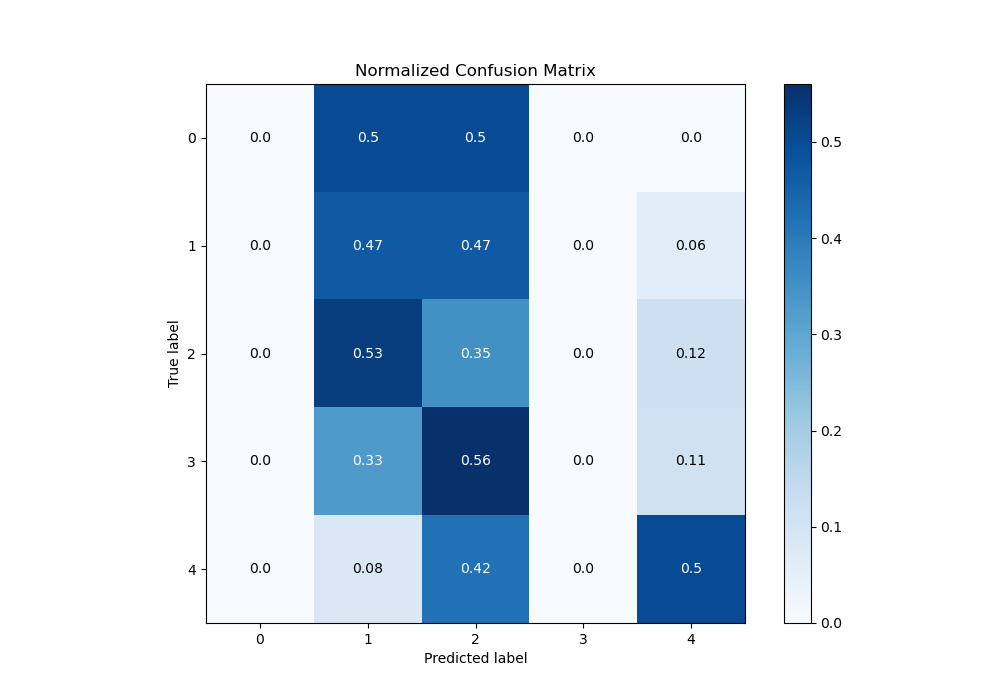 Normalized Confusion Matrix
0 0.0 0.5 0.5 0.0 0.0
1 0.0 0.47 0.47 0.0 0.06
2 0.0 0.53 0.35 0.0 0.12
3 0.0 0.33 0.56 0.0 0.11
4 0.0 0.08 0.42 0.0 0.5
0 1 2 3 4
Predicted label
True label
0.5
0.4
0.3
0.2
0.1
0.0